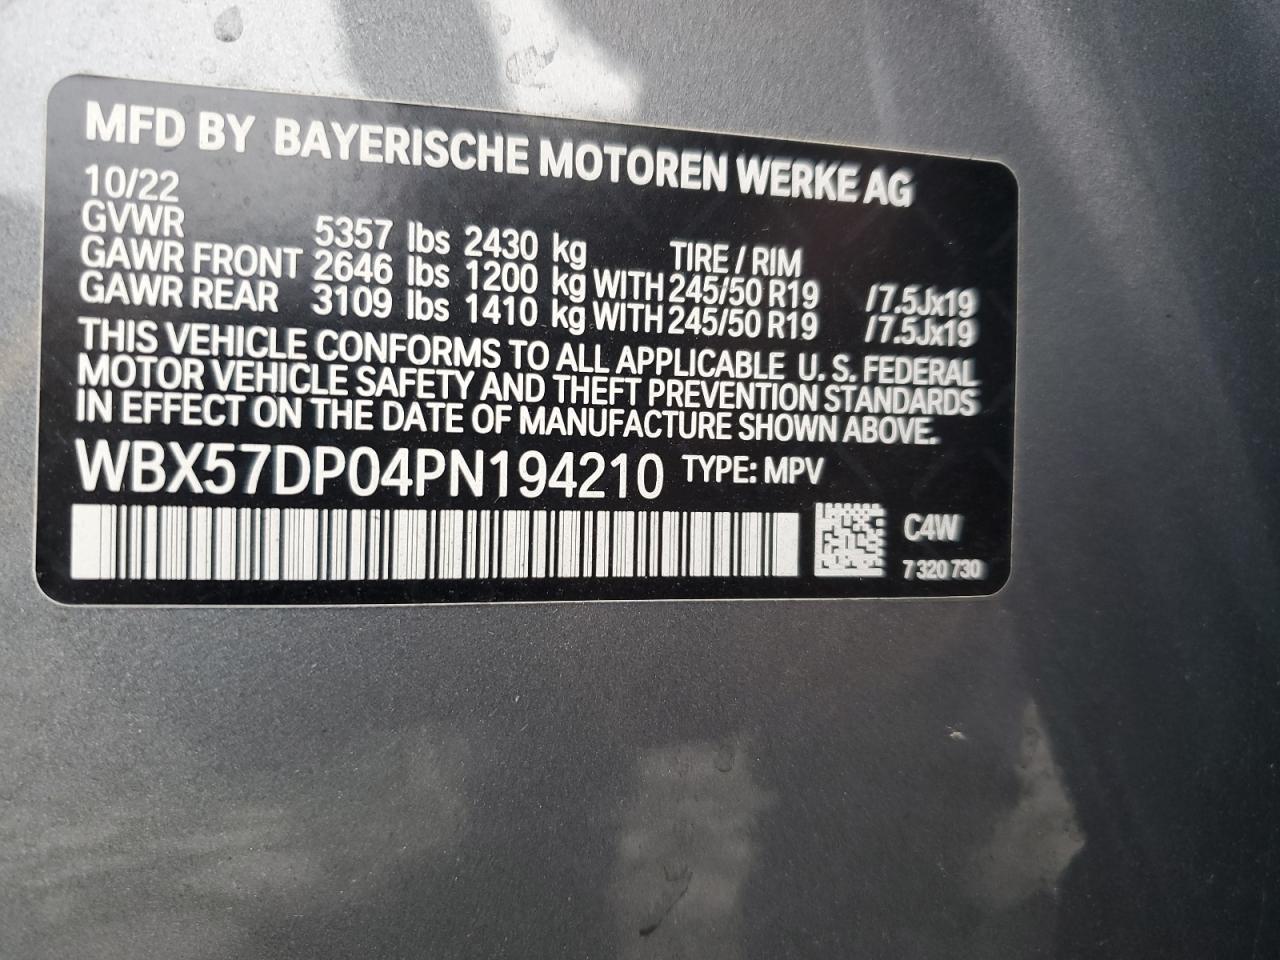 MFD BY BAYERISCHE MOTOREN WERKE AG
10/22
GVWR 5357 lbs 2430 kg TIRE / RIM
GAWR FRONT 2646 lbs 1200 kg WITH 245/50 R19 /7.5Jx19
GAWR REAR 3109 lbs 1410 kg WITH 245/50 R19 /7.5Jx19
THIS VEHICLE CONFORMS TO ALL APPLICABLE U. S. FEDERAL
MOTOR VEHICLE SAFETY AND THEFT PREVENTION STANDARDS
IN EFFECT ON THE DATE OF MANUFACTURE SHOWN ABOVE.
WBX57DP04PN194210 TYPE: MPV
C4W
7 320 730